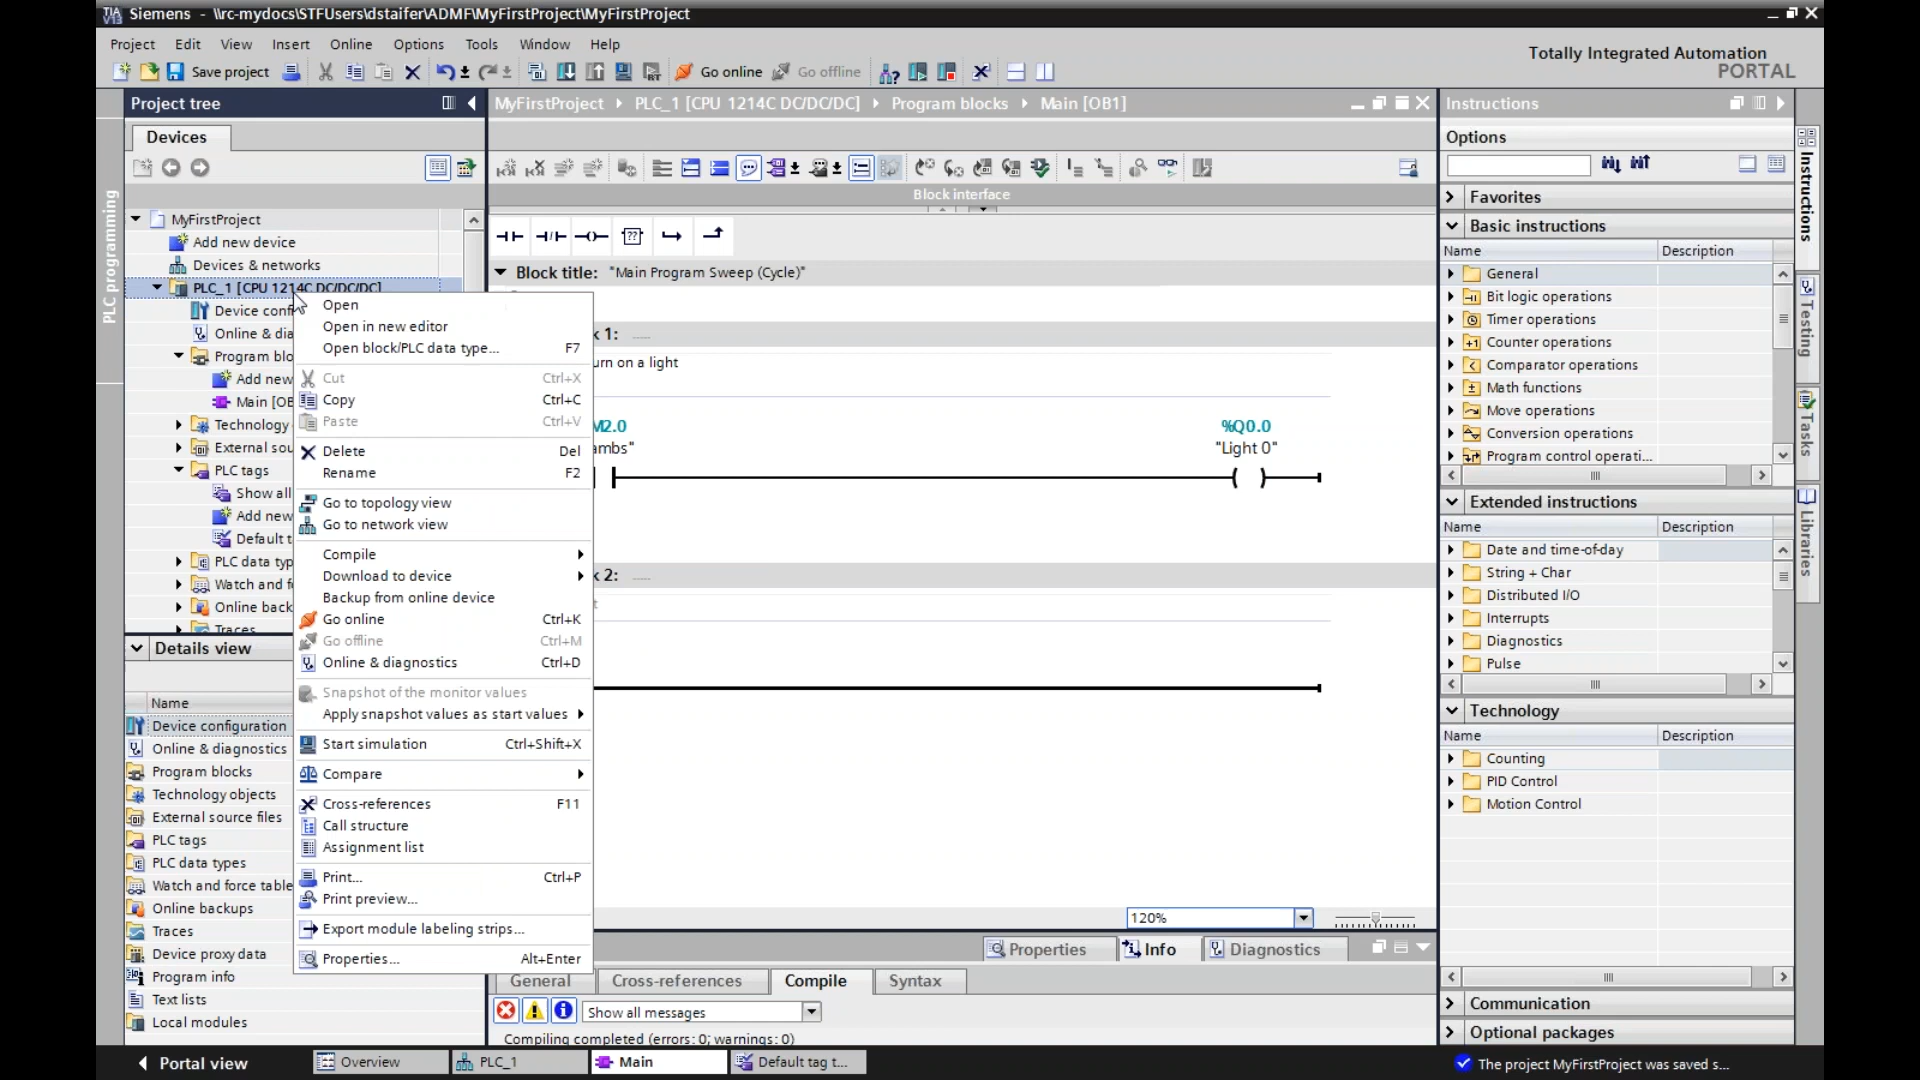 Siemens - \\rc-mydocs\STFUsers\dstaifer\ADMF\MyFirstProject\MyFirstProject
Project Edit View Insert Online Options Tools Window Help
Totally Integrated Automation
PORTAL
Save project Go online Go offline
Project tree
MyFirstProject PLC_1 [CPU 1214C DC/DC/DC] Program blocks Main [OB1]
Instructions
Devices
Options
PLC programming
Block interface
MyFirstProject
Add new device
Devices & networks
PLC_1 [CPU 1214C DC/DC/DC]
Device conf
Online & dia
Program blo
Add new
Main [OB
Technology
External sou
PLC tags
Show all
Add new
Default t
PLC data typ
Watch and f
Online back
Traces
Details view
Name
Device configuration
Online & diagnostics
Program blocks
Technology objects
External source files
PLC tags
PLC data types
Watch and force table
Online backups
Traces
Device proxy data
Program info
Text lists
Local modules
Open
Open in new editor
Open block/PLC data type... F7
Cut Ctrl+X
Copy Ctrl+C
Paste Ctrl+V
Delete Del
Rename F2
Go to topology view
Go to network view
Compile
Download to device
Backup from online device
Go online Ctrl+K
Go offline Ctrl+M
Online & diagnostics Ctrl+D
Snapshot of the monitor values
Apply snapshot values as start values
Start simulation Ctrl+Shift+X
Compare
Cross-references F11
Call structure
Assignment list
Print... Ctrl+P
Print preview...
Export module labeling strips...
Properties... Alt+Enter
??
Block title: "Main Program Sweep (Cycle)"
k 1: .....
urn on a light
M2.0
ambs"
%Q0.0
"Light 0"
k 2: .....
t
120%
Properties Info Diagnostics
General Cross-references Compile Syntax
Show all messages
Compiling completed (errors: 0; warnings: 0)
Favorites
Basic instructions
Name Description
General
Bit logic operations
Timer operations
Counter operations
Comparator operations
Math functions
Move operations
Conversion operations
Program control operati...
Extended instructions
Name Description
Date and time-of-day
String + Char
Distributed I/O
Interrupts
Diagnostics
Pulse
Technology
Name Description
Counting
PID Control
Motion Control
Communication
Optional packages
Instructions
Testing
Tasks
Libraries
Portal view Overview PLC_1 Main Default tag t...
The project MyFirstProject was saved s...